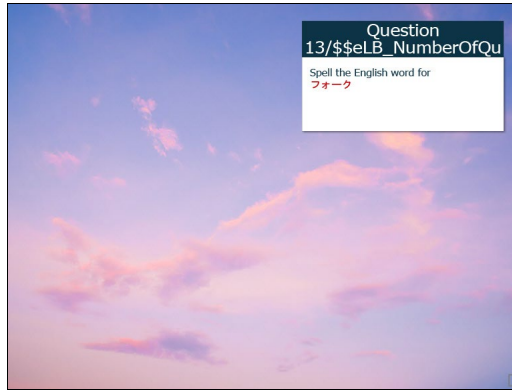 Question
13/$$eLB_NumberOfQu
Spell the English word for
フォーク